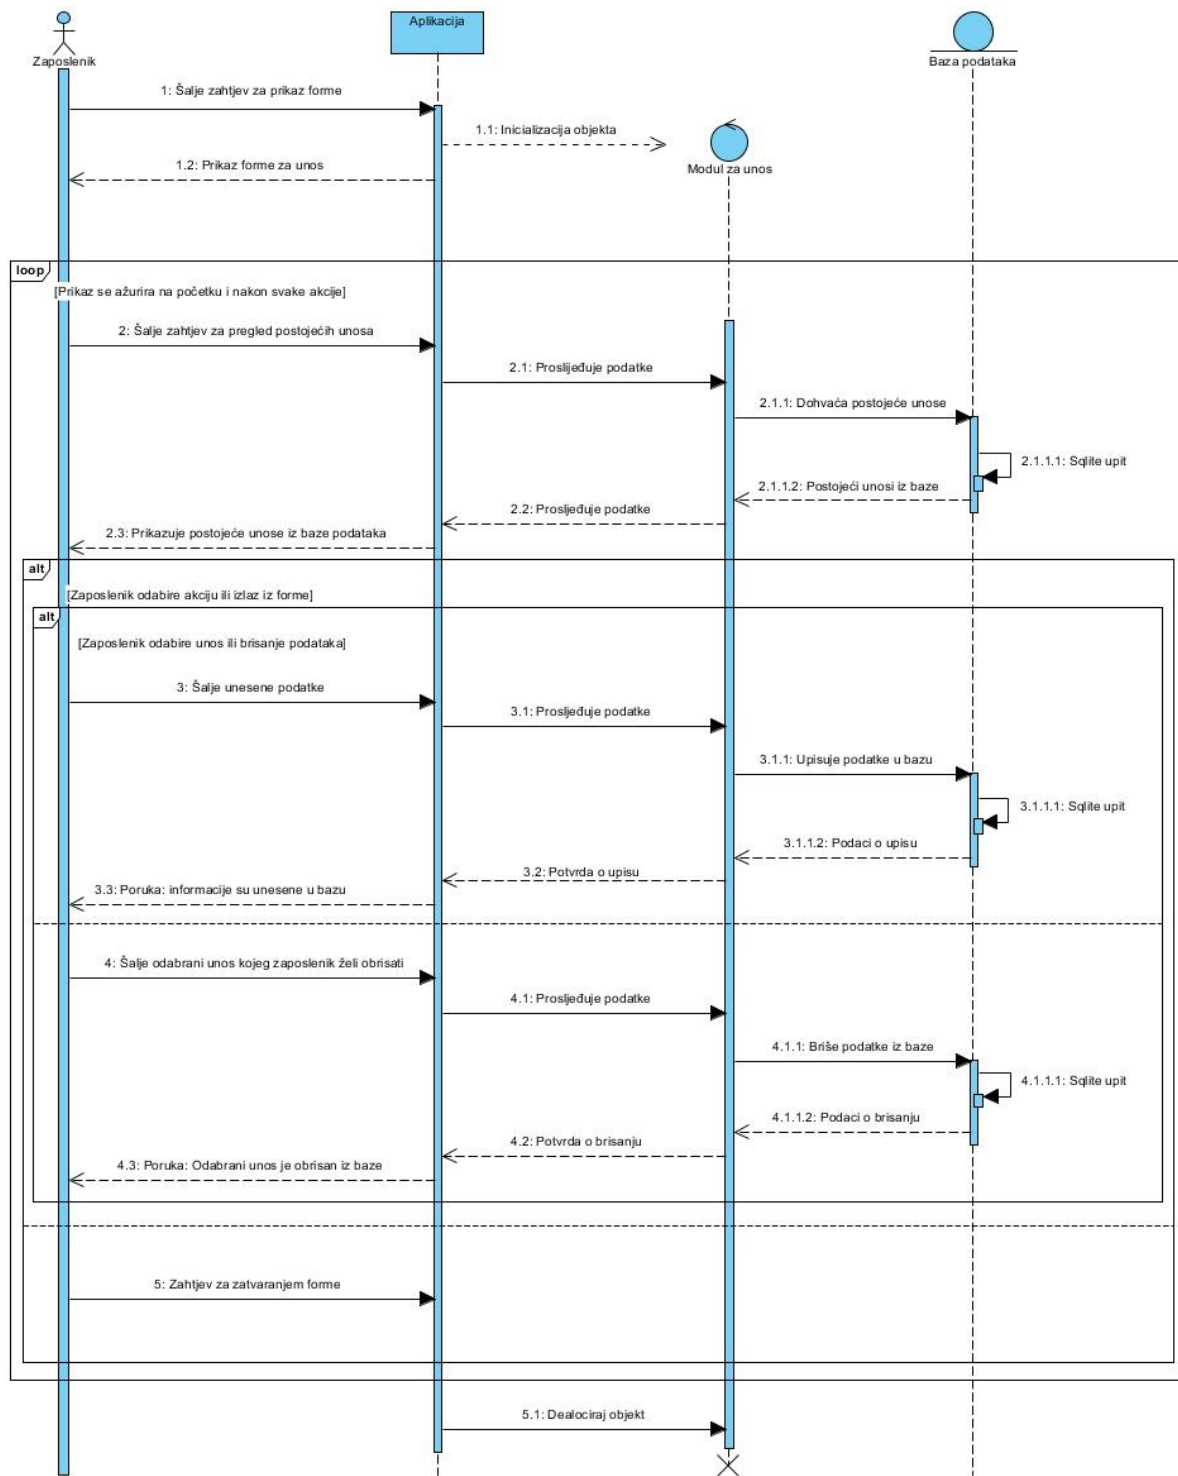 Aplikacija
Zaposlenik
Baza podataka
1: Šalje zahtjev za prikaz forme
1.1: Inicializacija objekta
1.2: Prikaz forme za unos
Modul za unos
loop
[Prikaz se ažurira na početku i nakon svake akcije]
2: Šalje zahtjev za pregled postojećih unosa
2.1: Proslijeđuje podatke
2.1.1: Dohvaća postojeće unose
2.1.1.1: Sqlite upit
2.1.1.2: Postojeći unosi iz baze
2.2: Prosljeđuje podatke
2.3: Prikazuje postojeće unose iz baze podataka
alt
[Zaposlenik odabire akciju ili izlaz iz forme]
alt
[Zaposlenik odabire unos ili brisanje podataka]
3: Šalje unesene podatke
3.1: Prosljeđuje podatke
3.1.1: Upisuje podatke u bazu
3.1.1.1: Sqlite upit
3.1.1.2: Podaci o upisu
3.2: Potvrda o upisu
3.3: Poruka: informacije su unesene u bazu
4: Šalje odabrani unos kojeg zaposlenik želi obrisati
4.1: Prosljeđuje podatke
4.1.1: Briše podatke iz baze
4.1.1.1: Sqlite upit
4.1.1.2: Podaci o brisanju
4.2: Potvrda o brisanju
4.3: Poruka: Odabrani unos je obrisan iz baze
5: Zahtjev za zatvaranjem forme
5.1: Dealociraj objekt